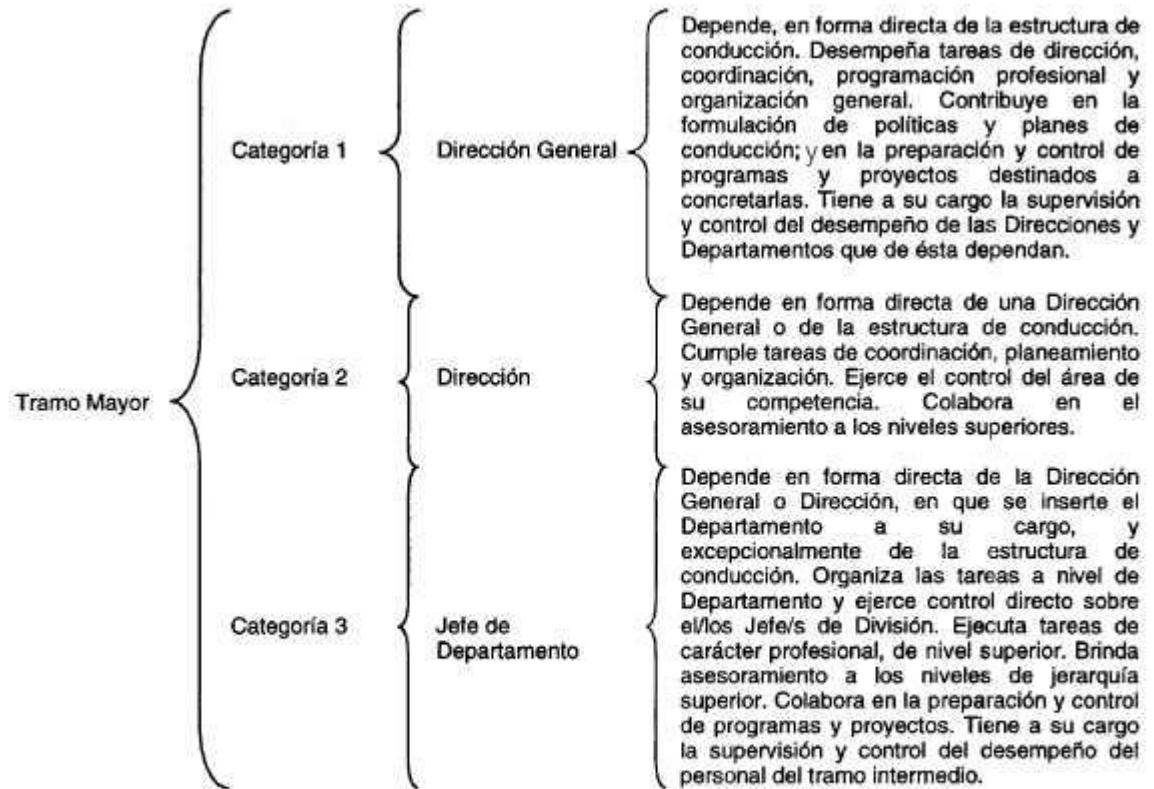 Tramo Mayor
Categoría 1
Dirección General
Depende, en forma directa de la estructura de
conducción. Desempeña tareas de dirección,
coordinación, programación profesional y
organización general. Contribuye en la
formulación de políticas y planes de
conducción; y en la preparación y control de
programas y proyectos destinados a
concretarlas. Tiene a su cargo la supervisión
y control del desempeño de las Direcciones y
Departamentos que de ésta dependan.
Categoría 2
Dirección
Depende en forma directa de una Dirección
General o de la estructura de conducción.
Cumple tareas de coordinación, planeamiento
y organización. Ejerce el control del área de
su competencia. Colabora en el
asesoramiento a los niveles superiores.
Categoría 3
Jefe de
Departamento
Depende en forma directa de la Dirección
General o Dirección, en que se inserte el
Departamento a su cargo, y
excepcionalmente de la estructura de
conducción. Organiza las tareas a nivel de
Departamento y ejerce control directo sobre
el/los Jefe/s de División. Ejecuta tareas de
carácter profesional, de nivel superior. Brinda
asesoramiento a los niveles de jerarquía
superior. Colabora en la preparación y control
de programas y proyectos. Tiene a su cargo
la supervisión y control del desempeño del
personal del tramo intermedio.